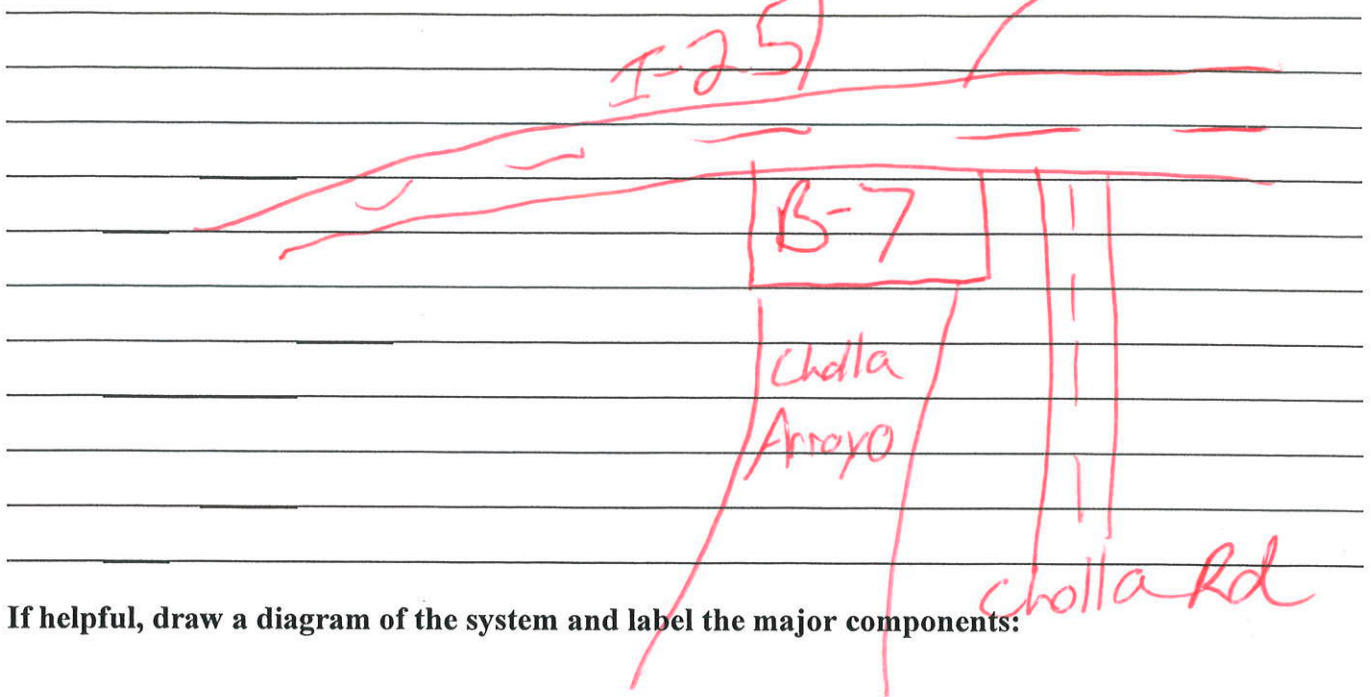 I-25
B-7
Cholla
Arroyo
Cholla Rd
If helpful, draw a diagram of the system and label the major components: